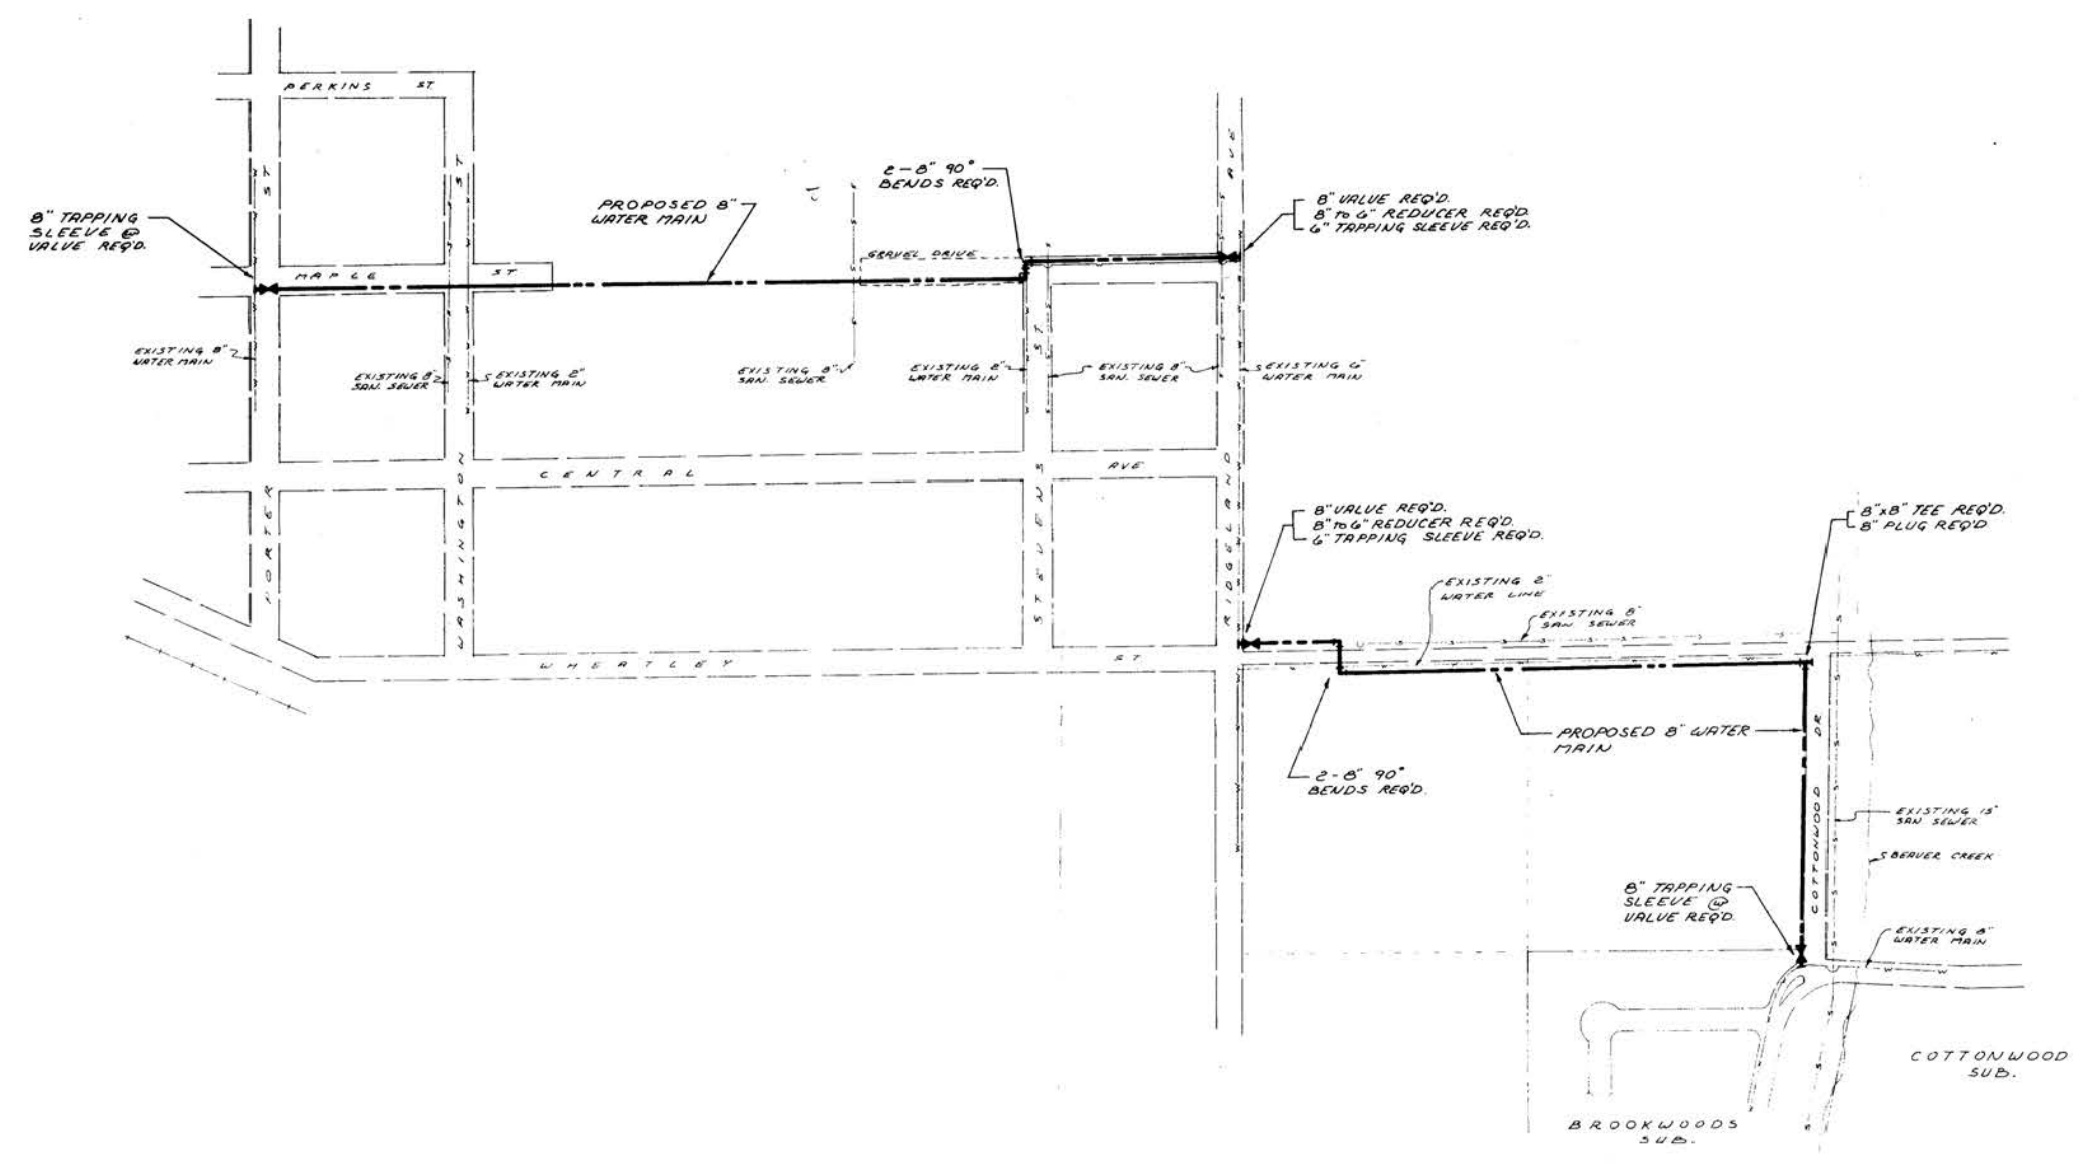 PERKINS ST.
ST
ST
AVE
2-8" 90°
BENDS REQ'D.
8" VALVE REQ'D.
8" TO 6" REDUCER REQ'D.
6" TAPPING SLEEVE REQ'D.
PROPOSED 8"
WATER MAIN
8" TAPPING
SLEEVE @
VALVE REQ'D.
GRAVEL DRIVE
MAPLE ST
EXISTING 8"
WATER MAIN
EXISTING 8"
SAN. SEWER
EXISTING 2"
WATER MAIN
EXISTING 8"
SAN. SEWER
EXISTING 2"
WATER MAIN
ST
EXISTING 8"
SAN. SEWER
EXISTING 6"
WATER MAIN
CENTRAL AVE
PORTER
WASHINGTON
STEVENS
RIDGELAND
8" VALVE REQ'D.
8" TO 6" REDUCER REQ'D.
6" TAPPING SLEEVE REQ'D.
8"x8" TEE REQ'D.
8" PLUG REQ'D
EXISTING 2"
WATER LINE
EXISTING 8"
SAN. SEWER
WHEATLEY ST
PROPOSED 8" WATER
MAIN
2-8" 90°
BENDS REQ'D.
COTTONWOOD DR
EXISTING 15"
SAN SEWER
BEAVER CREEK
8" TAPPING
SLEEVE @
VALVE REQ'D.
EXISTING 8"
WATER MAIN
COTTONWOOD
SUB.
BROOKWOODS
SUB.